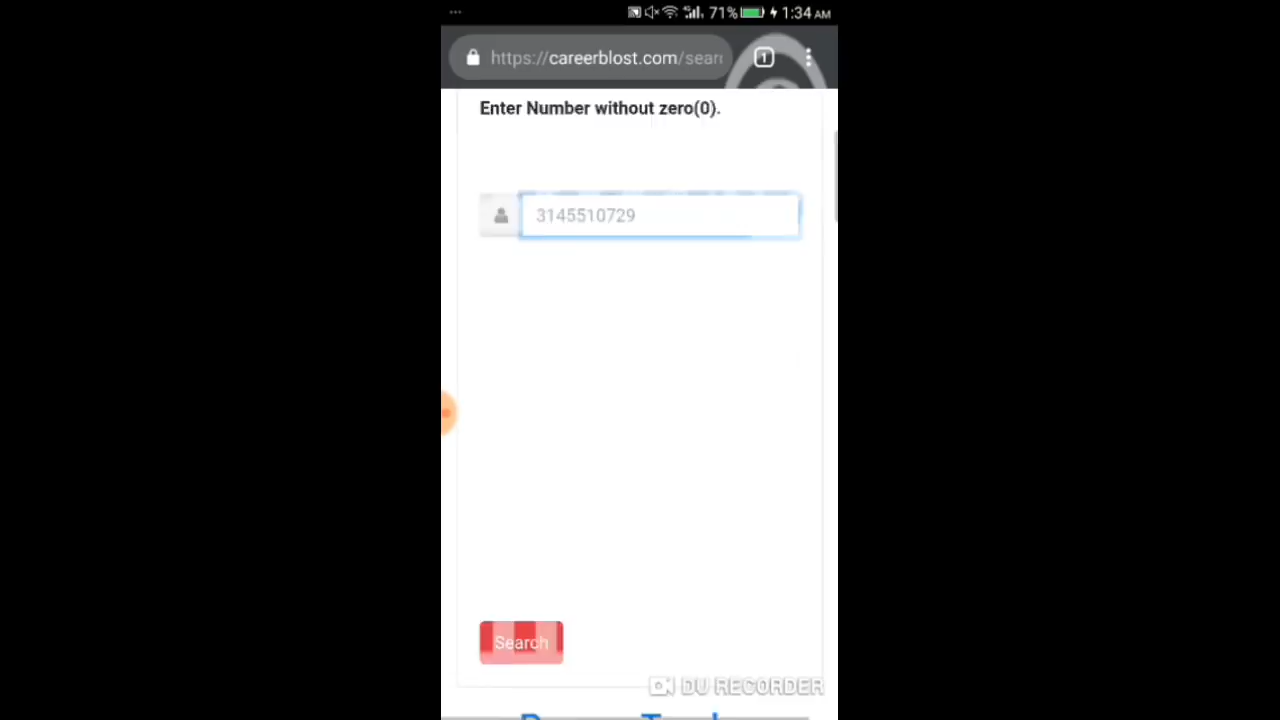 71% 1:34 AM
https://careerblost.com/sear
1
Enter Number without zero(0).
3145510729
Search
DU RECORDER